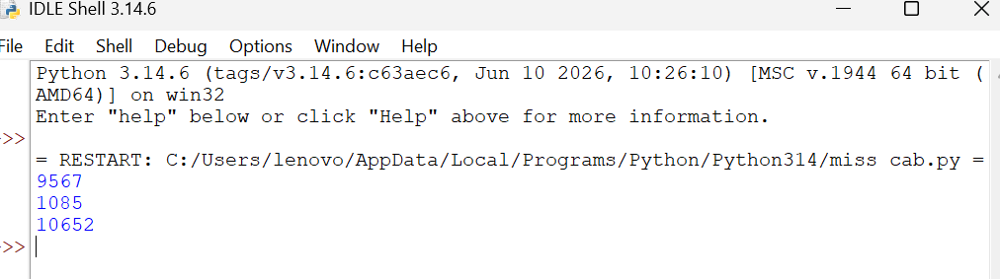 IDLE Shell 3.14.6
File Edit Shell Debug Options Window Help
Python 3.14.6 (tags/v3.14.6:c63aec6, Jun 10 2026, 10:26:10) [MSC v.1944 64 bit (
AMD64)] on win32
Enter "help" below or click "Help" above for more information.
>>
= RESTART: C:/Users/lenovo/AppData/Local/Programs/Python/Python314/miss cab.py =
9567
1085
10652
>>